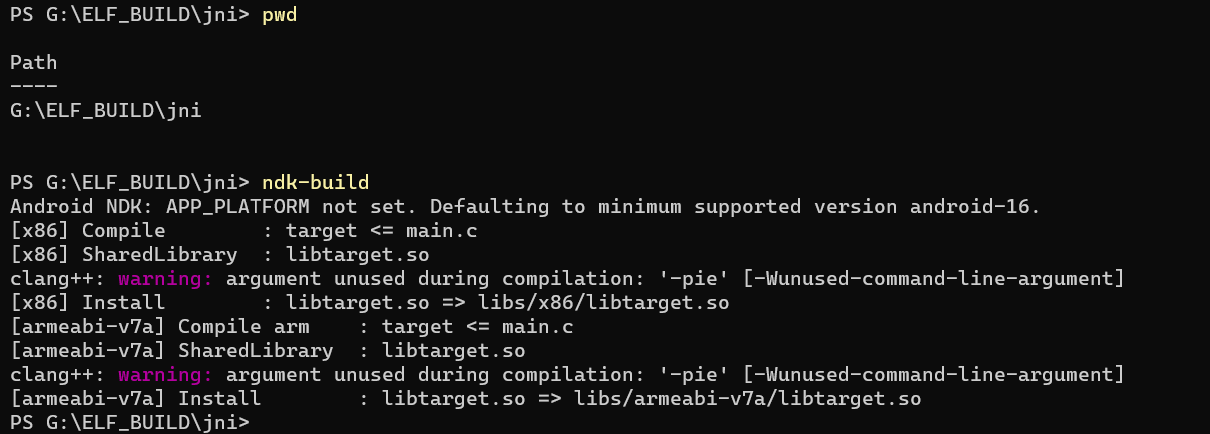 PS G:\ELF_BUILD\jni> pwd
Path
----
G:\ELF_BUILD\jni
PS G:\ELF_BUILD\jni> ndk-build
Android NDK: APP_PLATFORM not set. Defaulting to minimum supported version android-16.
[x86] Compile        : target <= main.c
[x86] SharedLibrary  : libtarget.so
clang++: warning: argument unused during compilation: '-pie' [-Wunused-command-line-argument]
[x86] Install        : libtarget.so => libs/x86/libtarget.so
[armeabi-v7a] Compile arm    : target <= main.c
[armeabi-v7a] SharedLibrary  : libtarget.so
clang++: warning: argument unused during compilation: '-pie' [-Wunused-command-line-argument]
[armeabi-v7a] Install        : libtarget.so => libs/armeabi-v7a/libtarget.so
PS G:\ELF_BUILD\jni>